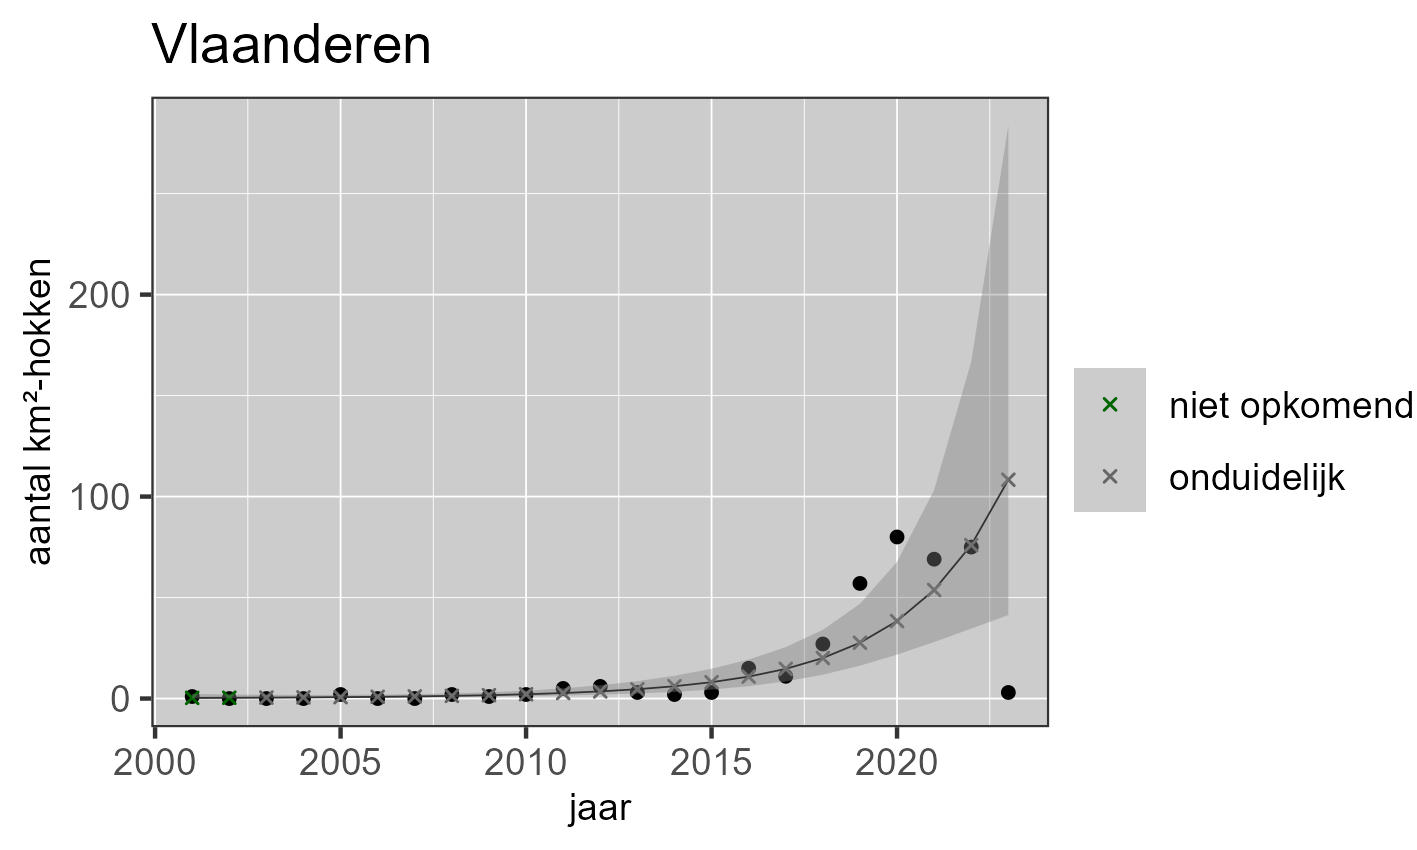 Vlaanderen
aantal km²-hokken
200
100
0
2000 2005 2010 2015 2020
jaar
niet opkomend
onduidelijk